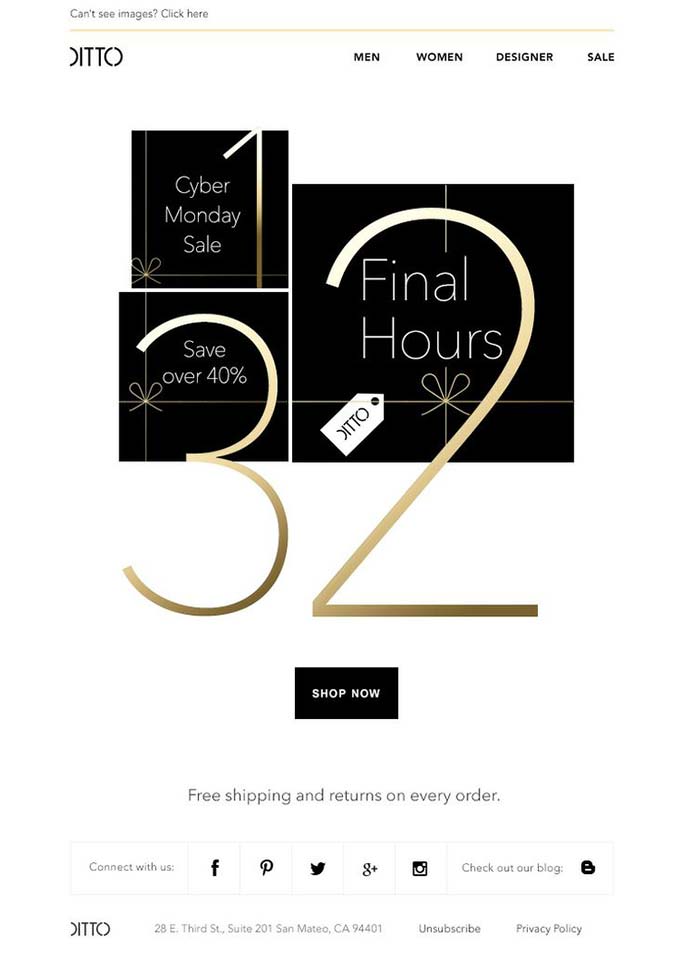 Can't see images? Click here
DITTO
MEN WOMEN DESIGNER SALE
1
Cyber
Monday
Sale
2
Final
Hours
DITTO
3
Save
over 40%
SHOP NOW
Free shipping and returns on every order.
Connect with us: f g+ Check out our blog:
DITTO 28 E. Third St., Suite 201 San Mateo, CA 94401 Unsubscribe Privacy Policy